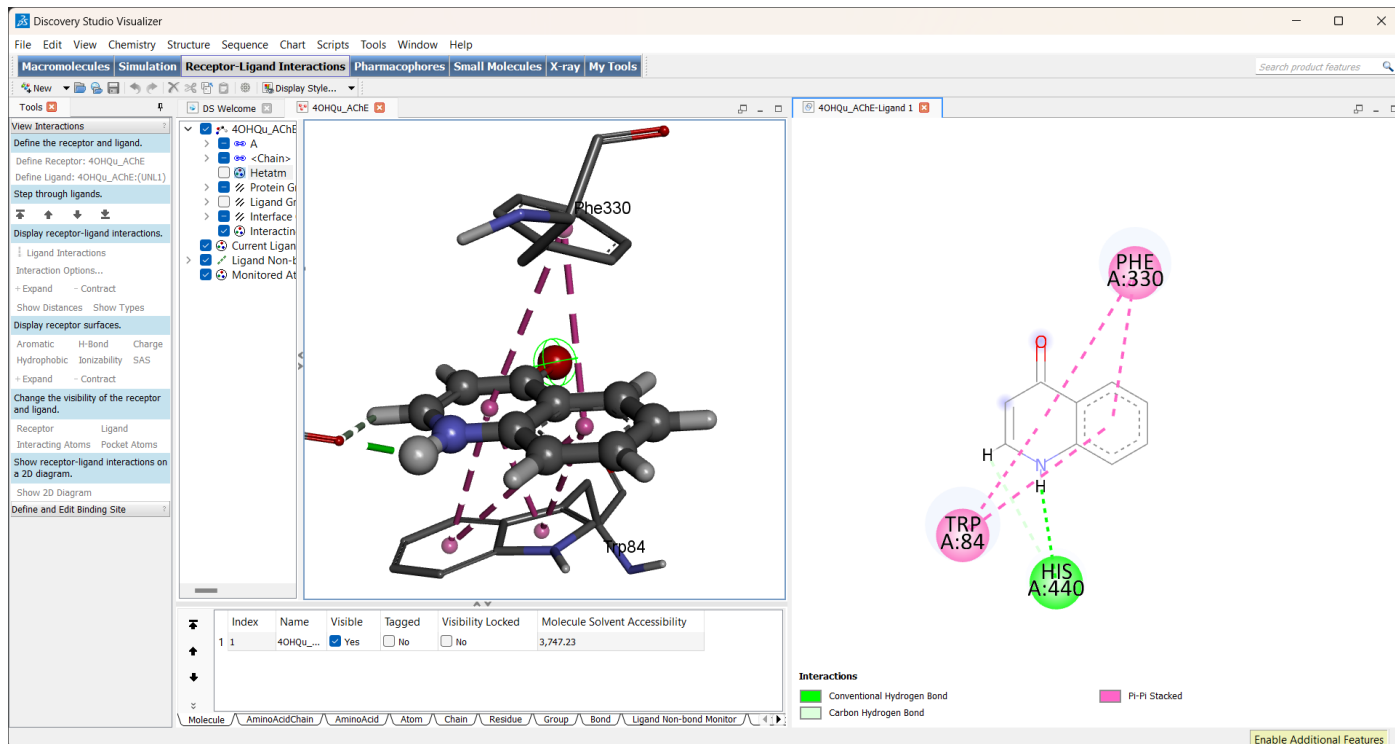 Discovery Studio Visualizer
File Edit View Chemistry Structure Sequence Chart Scripts Tools Window Help
Macromolecules Simulation Receptor-Ligand Interactions Pharmacophores Small Molecules X-ray My Tools
Search product features
New Display Style...
Tools
DS Welcome
4OHQu_AChE
4OHQu_AChE-Ligand 1
View Interactions ?
Define the receptor and ligand.
Define Receptor: 4OHQu_AChE
Define Ligand: 4OHQu_AChE:(UNL1)
Step through ligands.
Display receptor-ligand interactions.
Ligand Interactions
Interaction Options...
+ Expand - Contract
Show Distances Show Types
Display receptor surfaces.
Aromatic H-Bond Charge
Hydrophobic Ionizability SAS
+ Expand - Contract
Change the visibility of the receptor
and ligand.
Receptor Ligand
Interacting Atoms Pocket Atoms
Show receptor-ligand interactions on
a 2D diagram.
Show 2D Diagram
Define and Edit Binding Site ?
4OHQu_AChE
A
<Chain>
Hetatm
Protein Gr
Ligand Gr
Interface
Interactin
Current Ligan
Ligand Non-b
Monitored At
Phe330
Trp84
PHE
A:330
O
H
N
H
TRP
A:84
HIS
A:440
Interactions
Conventional Hydrogen Bond
Carbon Hydrogen Bond
Pi-Pi Stacked
Index Name Visible Tagged Visibility Locked Molecule Solvent Accessibility
1 1 4OHQu_... Yes No No 3,747.23
Molecule AminoAcidChain AminoAcid Atom Chain Residue Group Bond Ligand Non-bond Monitor
Enable Additional Features